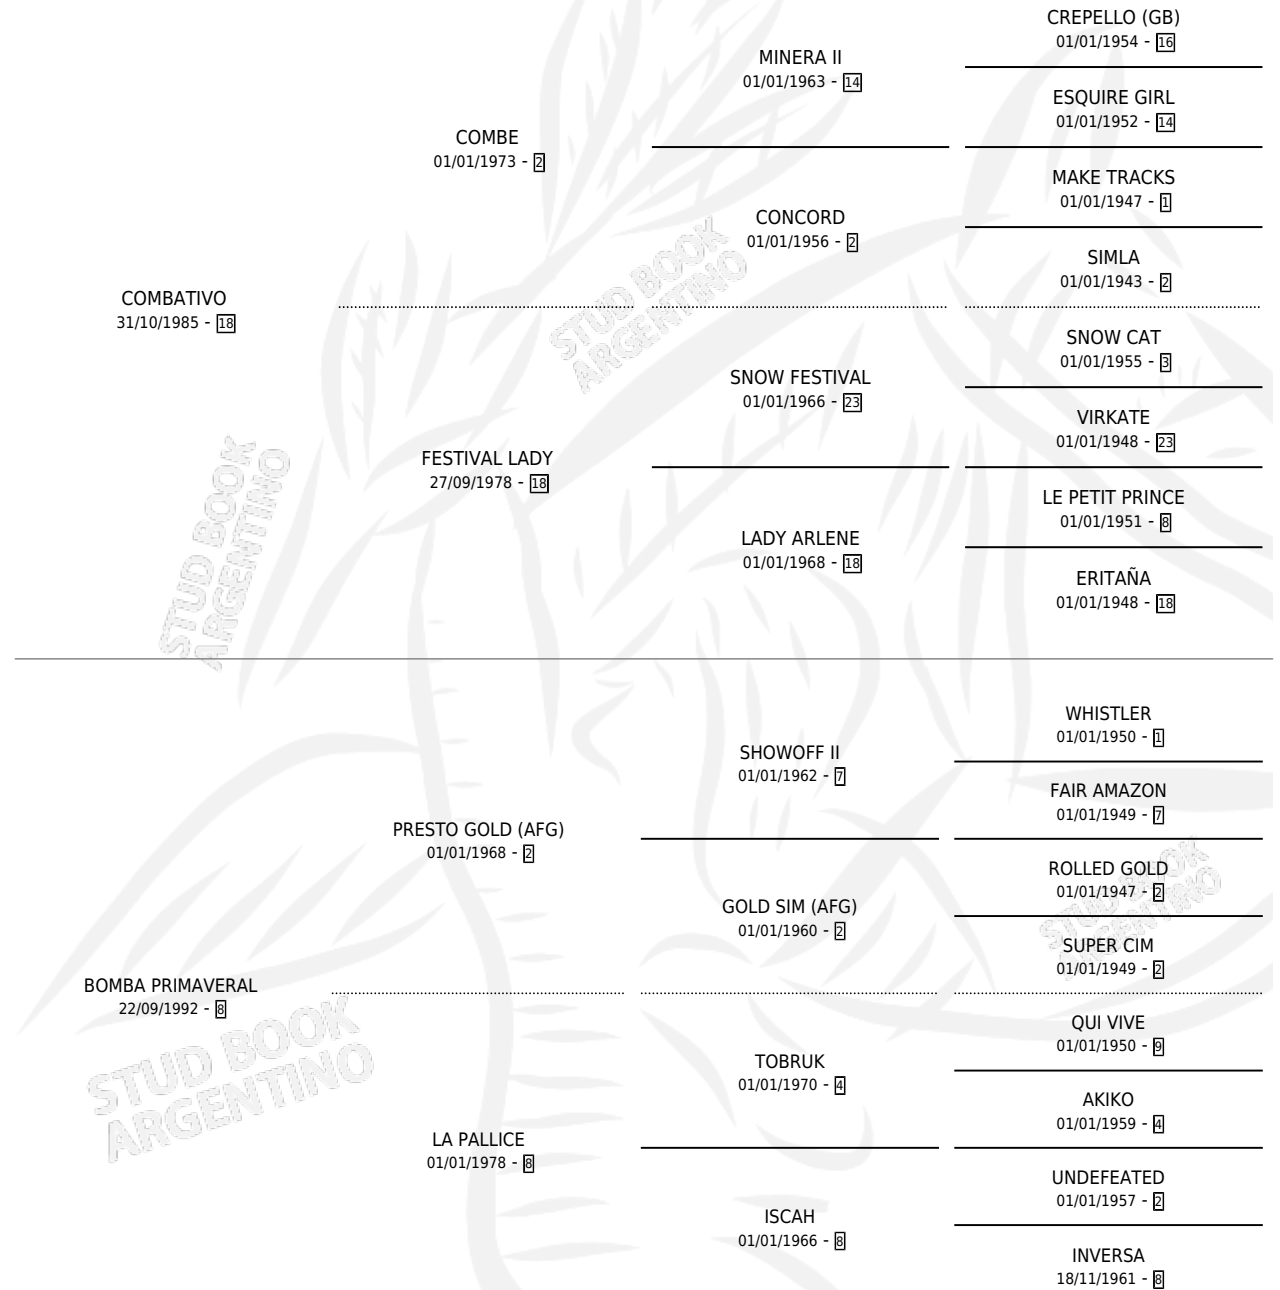 CREPELLO (GB)
01/01/1954 - 16
MINERA II
01/01/1963 - 14
ESQUIRE GIRL
01/01/1952 - 14
COMBE
01/01/1973 - 2
MAKE TRACKS
01/01/1947 - 1
CONCORD
01/01/1956 - 2
SIMLA
01/01/1943 - 2
COMBATIVO
31/10/1985 - 18
SNOW CAT
01/01/1955 - 3
SNOW FESTIVAL
01/01/1966 - 23
VIRKATE
01/01/1948 - 23
FESTIVAL LADY
27/09/1978 - 18
LE PETIT PRINCE
01/01/1951 - 8
LADY ARLENE
01/01/1968 - 18
ERITAÑA
01/01/1948 - 18
STUD BOOK
ARGENTINO
STUD BOOK
ARGENTINO
WHISTLER
01/01/1950 - 1
SHOWOFF II
01/01/1962 - 7
FAIR AMAZON
01/01/1949 - 7
PRESTO GOLD (AFG)
01/01/1968 - 2
ROLLED GOLD
01/01/1947 - 2
GOLD SIM (AFG)
01/01/1960 - 2
SUPER CIM
01/01/1949 - 2
BOMBA PRIMAVERAL
22/09/1992 - 8
QUI VIVE
01/01/1950 - 9
TOBRUK
01/01/1970 - 4
AKIKO
01/01/1959 - 4
LA PALLICE
01/01/1978 - 8
UNDEFEATED
01/01/1957 - 2
ISCAH
01/01/1966 - 8
INVERSA
18/11/1961 - 8
STUD BOOK
ARGENTINO
STUD BOOK
ARGENTINO